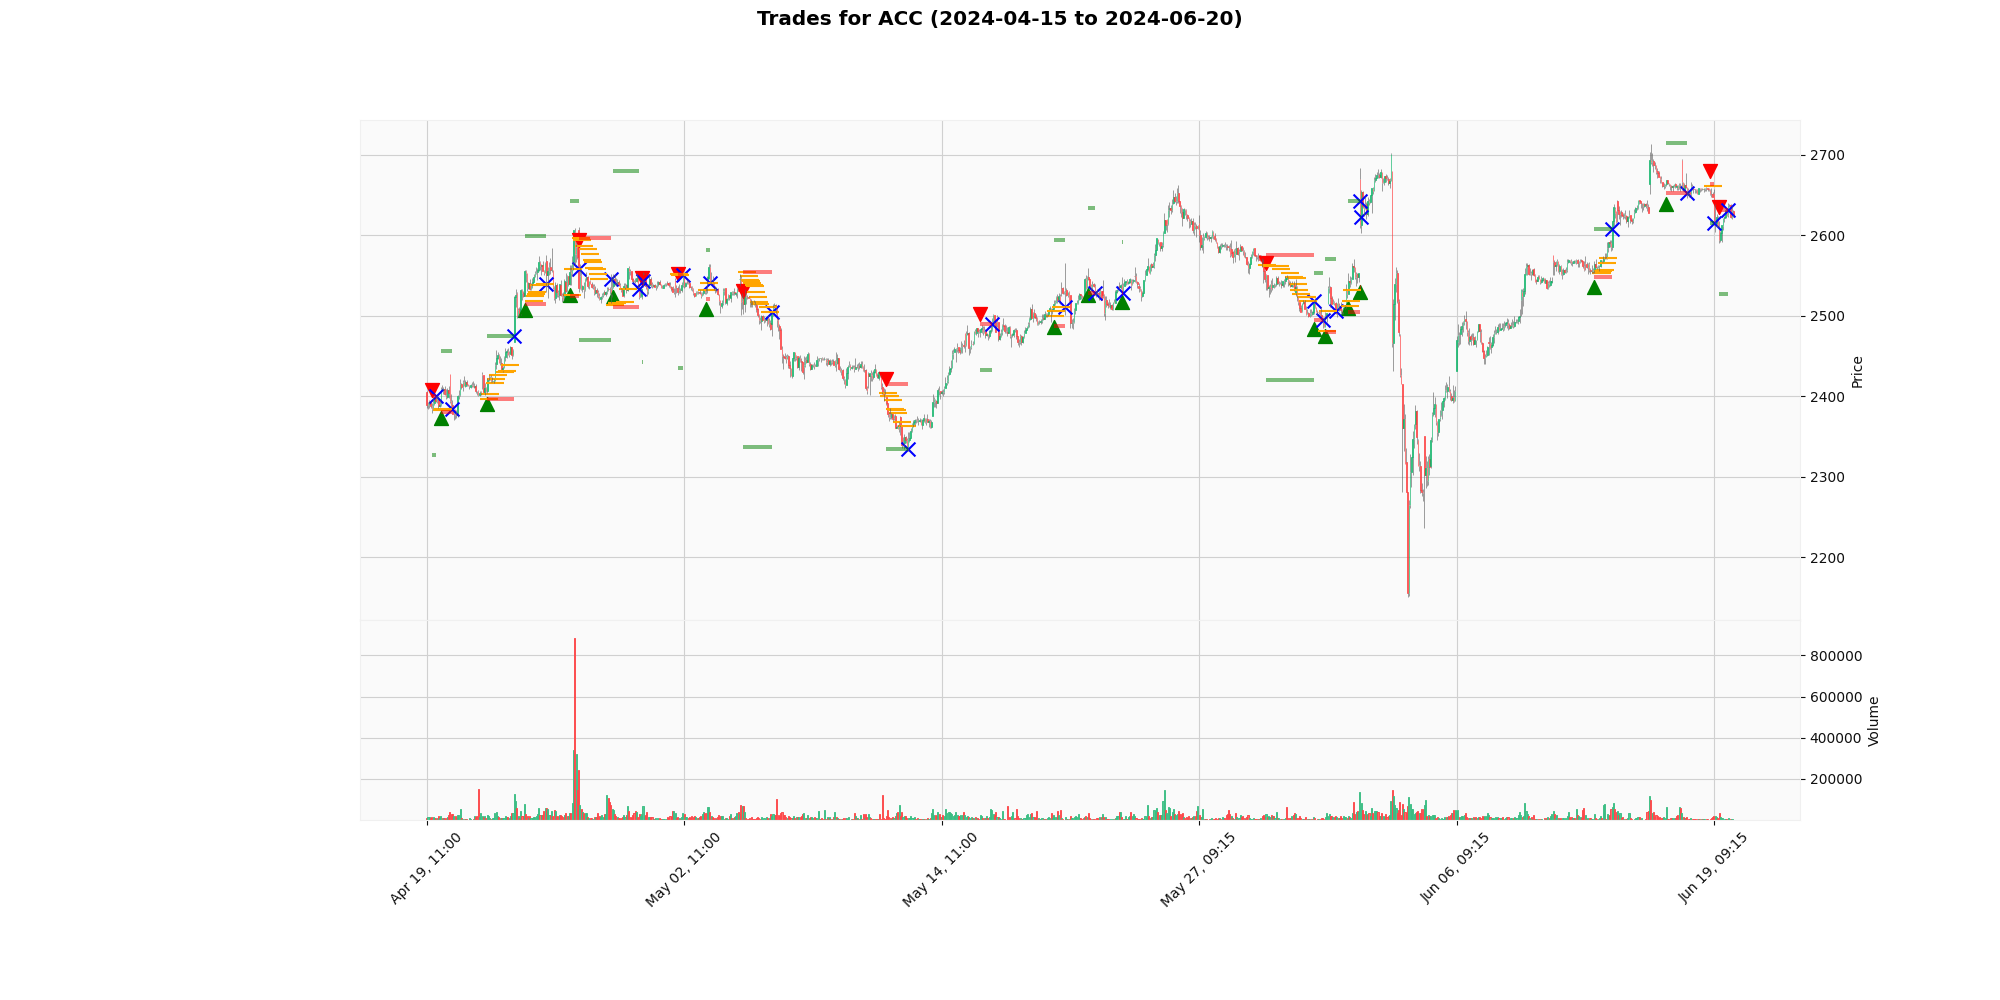 Trades for ACC (2024-04-15 to 2024-06-20)
2700
2600
2500
2400
2300
2200
Price
800000
600000
400000
200000
Volume
Apr 19, 11:00
May 02, 11:00
May 14, 11:00
May 27, 09:15
Jun 06, 09:15
Jun 19, 09:15